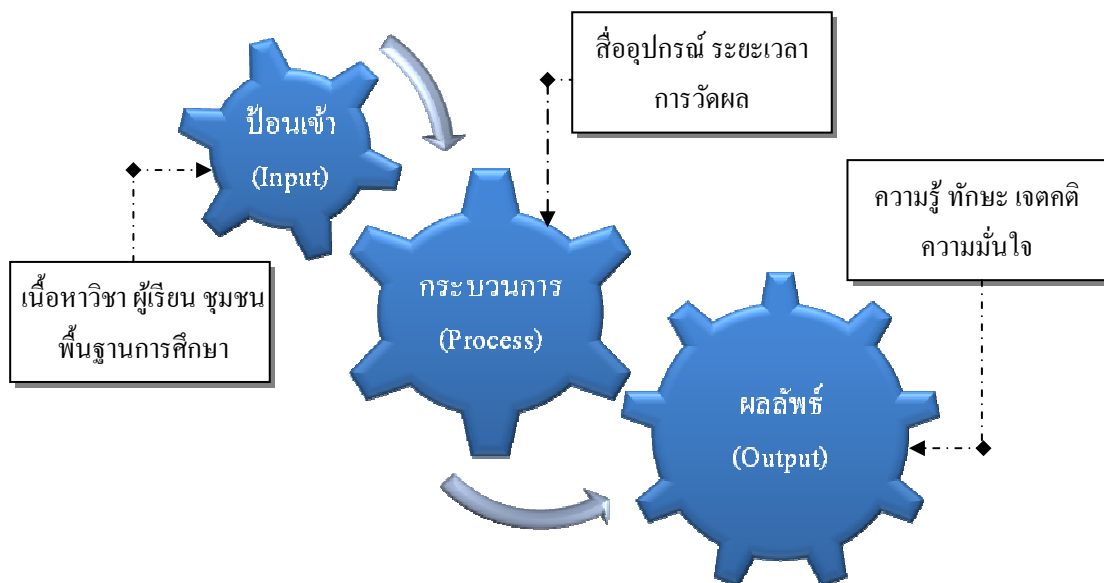 สื่ออุปกรณ์ ระยะเวลา
การวัดผล
ป้อนเข้า
(Input)
ความรู้ ทักษะ เจตคติ
ความมั่นใจ
เนื้อหาวิชา ผู้เรียน ชุมชน
พื้นฐานการศึกษา
กระบวนการ
(Process)
ผลลัพธ์
(Output)